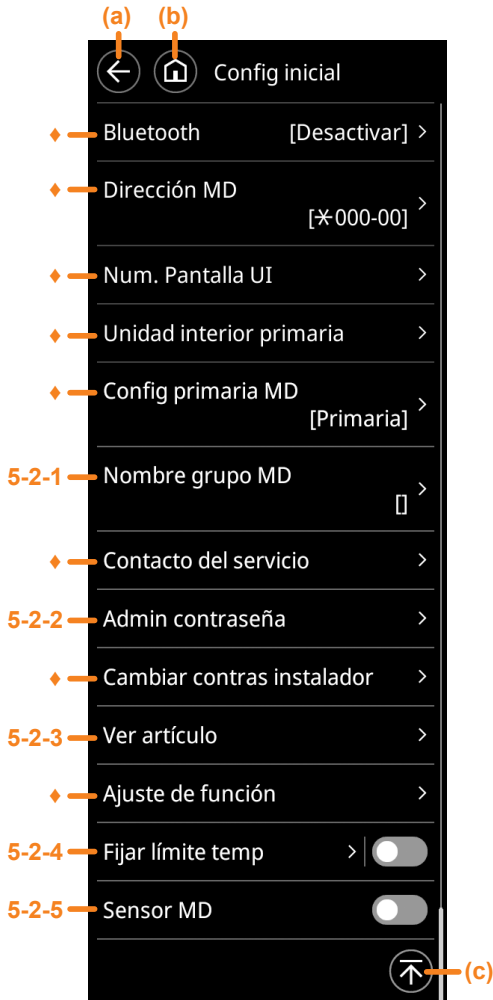 (a) (b)
Config inicial
♦ Bluetooth [Desactivar] >
♦ Dirección MD
[✳000-00] >
♦ Num. Pantalla UI >
♦ Unidad interior primaria >
♦ Config primaria MD
[Primaria] >
5-2-1 Nombre grupo MD
[] >
♦ Contacto del servicio >
5-2-2 Admin contraseña >
♦ Cambiar contras instalador >
5-2-3 Ver artículo >
♦ Ajuste de función >
5-2-4 Fijar límite temp >
5-2-5 Sensor MD
(c)